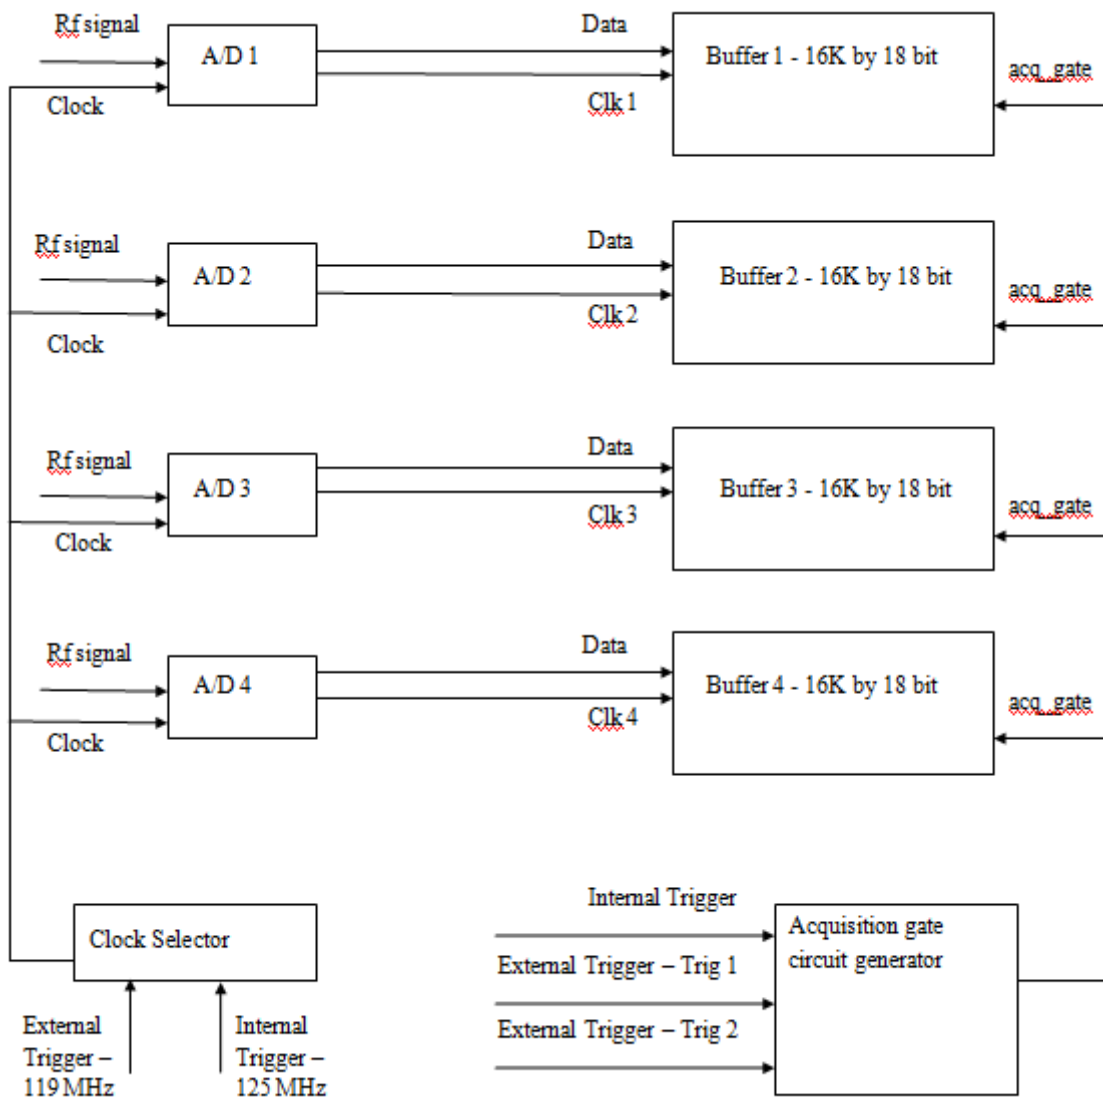 Rf signal
A/D 1
Data
Buffer 1 - 16K by 18 bit
acq_gate
Clock
Clk 1
Rf signal
A/D 2
Data
Buffer 2 - 16K by 18 bit
acq_gate
Clk 2
Clock
Rf signal
A/D 3
Data
Buffer 3 - 16K by 18 bit
acq_gate
Clk 3
Clock
Rf signal
A/D 4
Data
Buffer 4 - 16K by 18 bit
acq_gate
Clk 4
Clock
Clock Selector
External
Trigger –
119 MHz
Internal
Trigger –
125 MHz
Internal Trigger
External Trigger – Trig 1
External Trigger – Trig 2
Acquisition gate
circuit generator